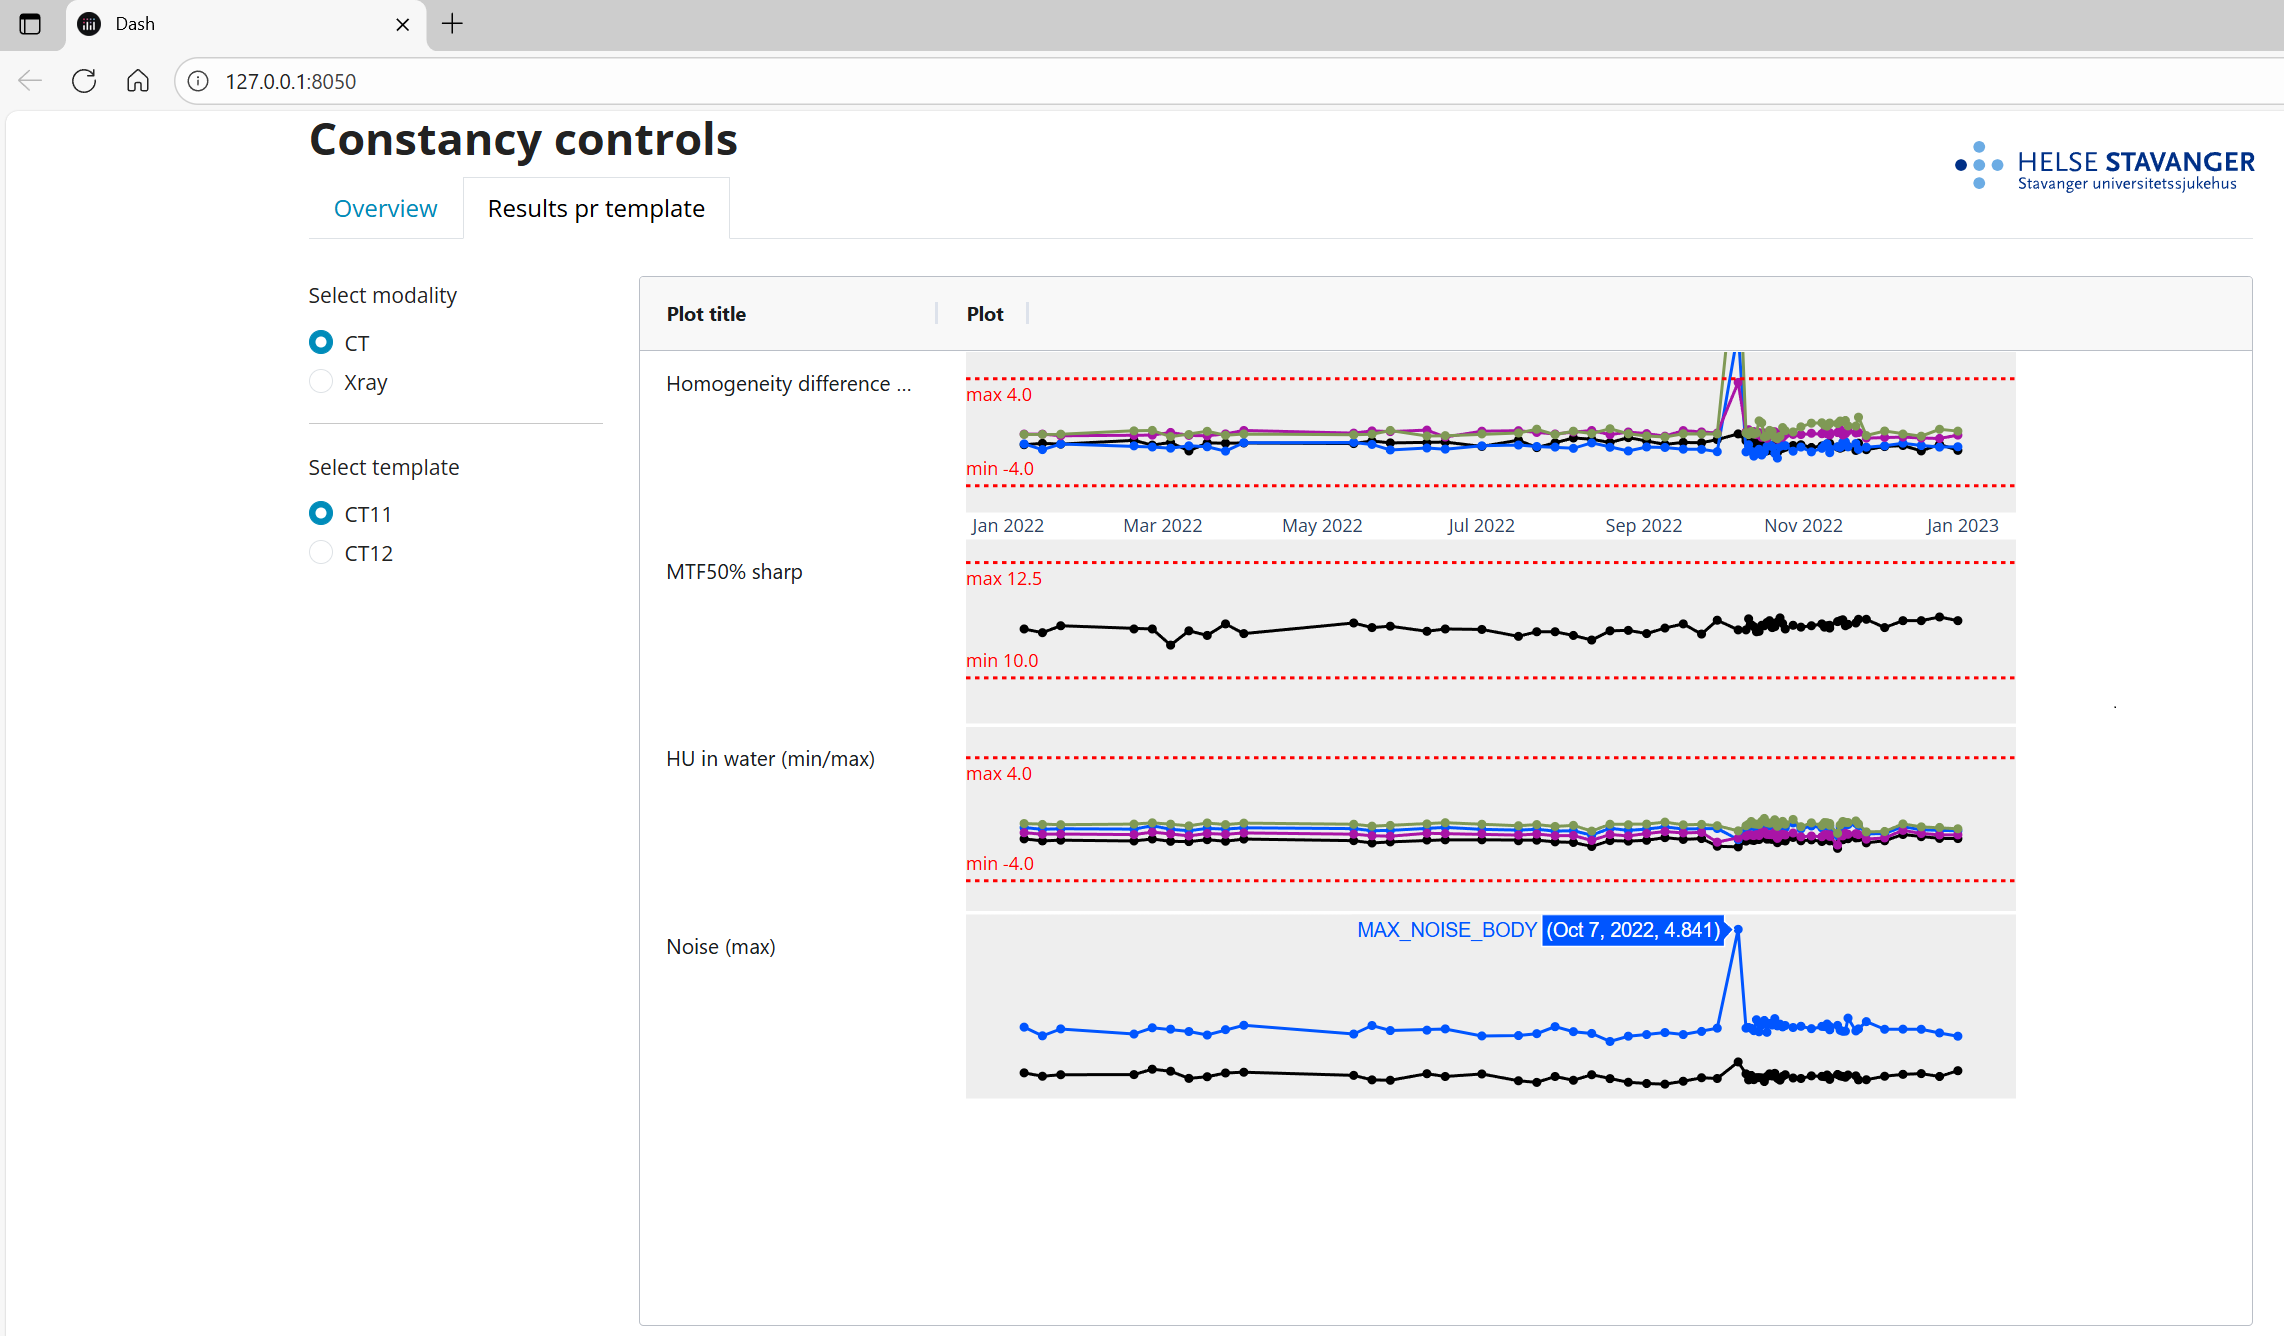 Dash
127.0.0.1:8050
Constancy controls
HELSE STAVANGER
Stavanger universitetssjukehus
Overview
Results pr template
Select modality
CT
Xray
Select template
CT11
CT12
Plot title
Plot
Homogeneity difference ...
max 4.0
min -4.0
Jan 2022 Mar 2022 May 2022 Jul 2022 Sep 2022 Nov 2022 Jan 2023
MTF50% sharp
max 12.5
min 10.0
HU in water (min/max)
max 4.0
min -4.0
Noise (max)
MAX_NOISE_BODY (Oct 7, 2022, 4.841)